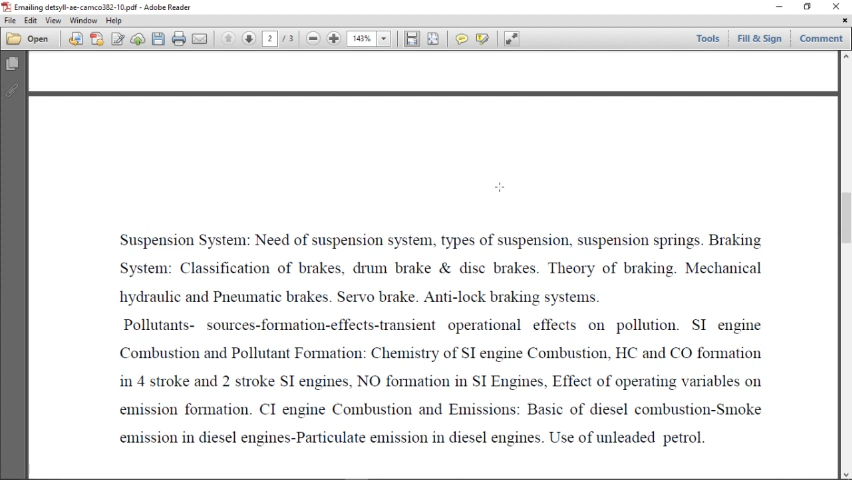 Emailing detsyll-ae-camco382-10.pdf - Adobe Reader
File Edit View Window Help
Open 2 / 3 143% Tools Fill & Sign Comment
Suspension System: Need of suspension system, types of suspension, suspension springs. Braking
System: Classification of brakes, drum brake & disc brakes. Theory of braking. Mechanical
hydraulic and Pneumatic brakes. Servo brake. Anti-lock braking systems.
Pollutants- sources-formation-effects-transient operational effects on pollution. SI engine
Combustion and Pollutant Formation: Chemistry of SI engine Combustion, HC and CO formation
in 4 stroke and 2 stroke SI engines, NO formation in SI Engines, Effect of operating variables on
emission formation. CI engine Combustion and Emissions: Basic of diesel combustion-Smoke
emission in diesel engines-Particulate emission in diesel engines. Use of unleaded petrol.